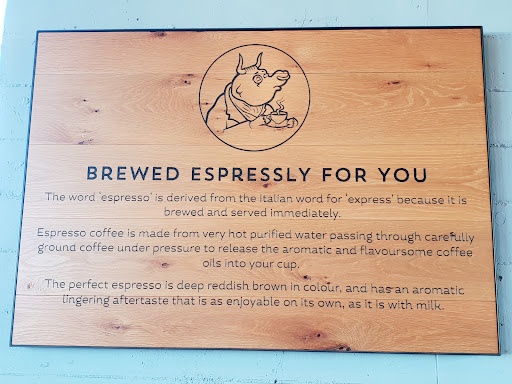 BREWED ESPRESSLY FOR YOU
The word 'espresso' is derived from the Italian word for 'express' because it is
brewed and served immediately.
Espresso coffee is made from very hot purified water passing through carefully
ground coffee under pressure to release the aromatic and flavoursome coffee
oils into your cup.
The perfect espresso is deep reddish brown in colour, and has an aromatic
lingering aftertaste that is as enjoyable on its own, as it is with milk.